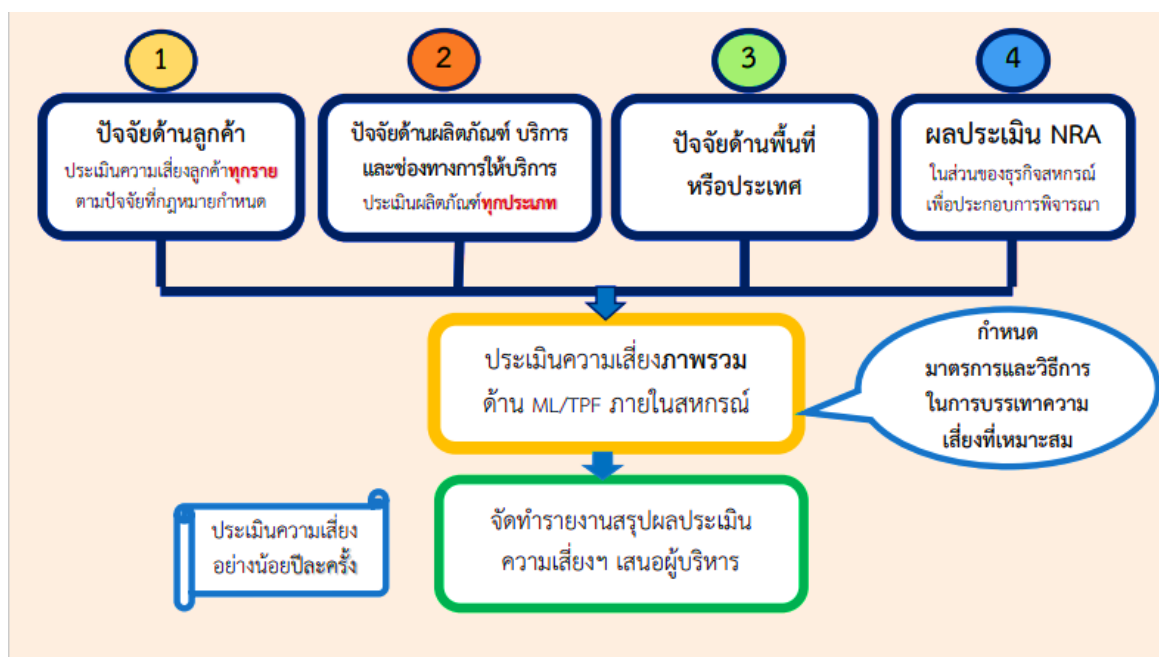 1
ปัจจัยด้านลูกค้า
ประเมินความเสี่ยงลูกค้าทุกราย
ตามปัจจัยที่กฎหมายกำหนด
2
ปัจจัยด้านผลิตภัณฑ์ บริการ
และช่องทางการให้บริการ
ประเมินผลิตภัณฑ์ทุกประเภท
3
ปัจจัยด้านพื้นที่
หรือประเทศ
4
ผลประเมิน NRA
ในส่วนของธุรกิจสหกรณ์
เพื่อประกอบการพิจารณา
ประเมินความเสี่ยงภาพรวม
ด้าน ML/TPF ภายในสหกรณ์
กำหนด
มาตรการและวิธีการ
ในการบรรเทาความ
เสี่ยงที่เหมาะสม
ประเมินความเสี่ยง
อย่างน้อยปีละครั้ง
จัดทำรายงานสรุปผลประเมิน
ความเสี่ยงฯ เสนอผู้บริหาร